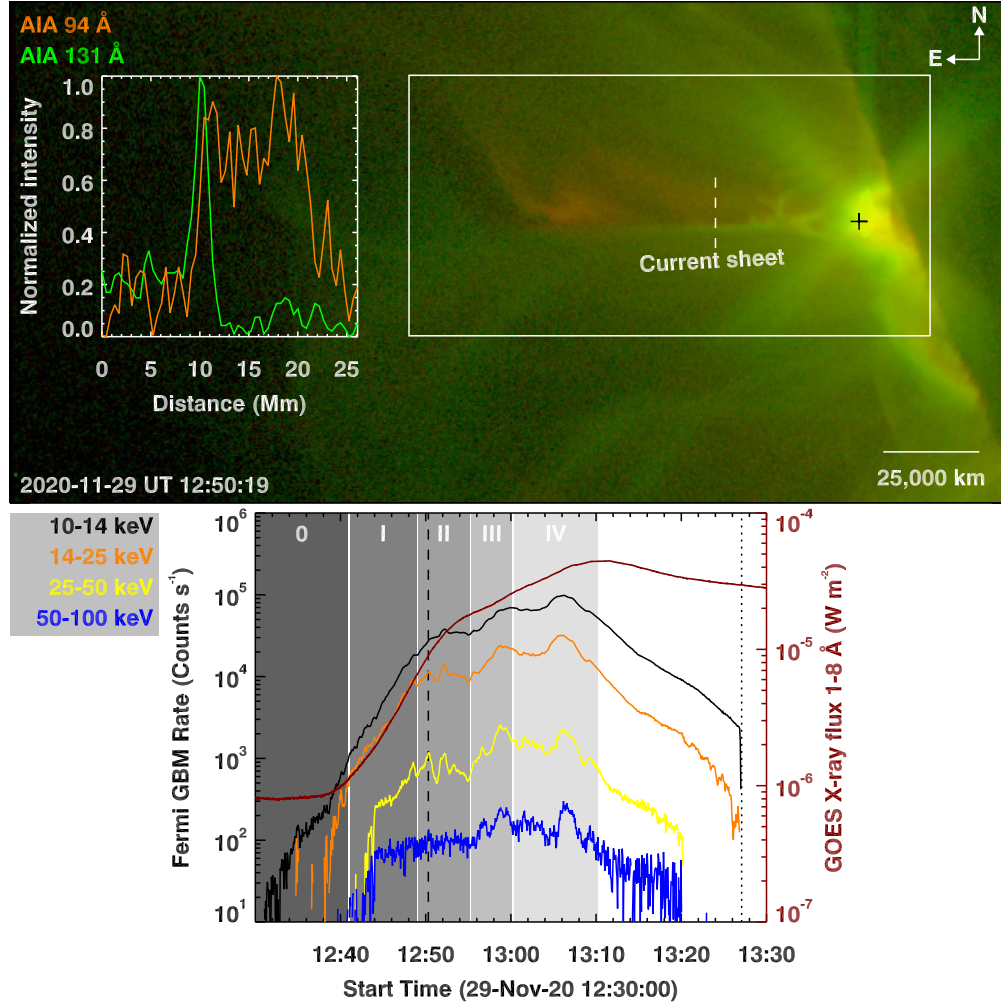 AIA 94 Å
AIA 131 Å
N
E
1.0
0.8
0.6
0.4
0.2
0.0
Normalized intensity
0 5 10 15 20 25
Distance (Mm)
Current sheet
25,000 km
2020-11-29 UT 12:50:19
10-14 keV
14-25 keV
25-50 keV
50-100 keV
0 I II III IV
10⁶
10⁵
10⁴
10³
10²
10¹
Fermi GBM Rate (Counts s⁻¹)
10⁻⁴
10⁻⁵
10⁻⁶
10⁻⁷
GOES X-ray flux 1-8 Å (W m⁻²)
12:40 12:50 13:00 13:10 13:20 13:30
Start Time (29-Nov-20 12:30:00)